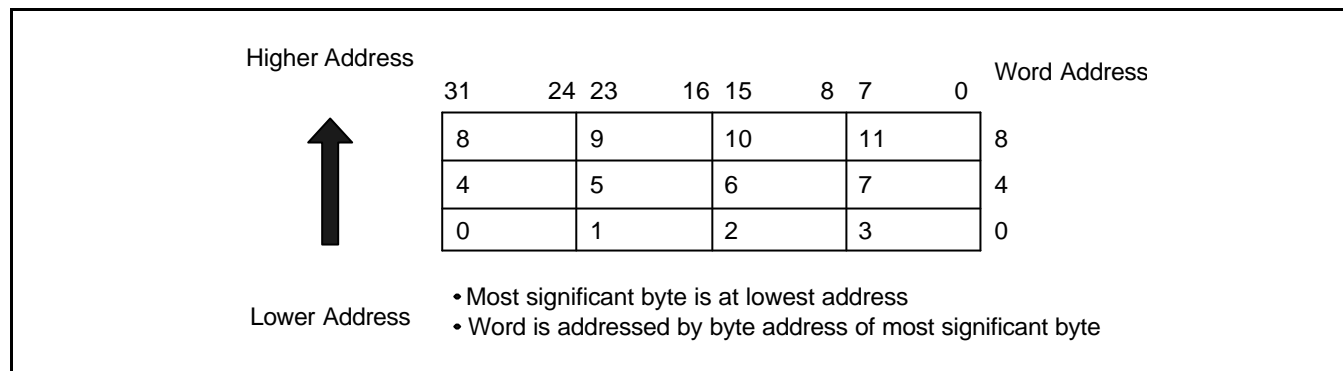 Higher Address
Word Address
31 24 23 16 15 8 7 0
8 9 10 11 8
4 5 6 7 4
0 1 2 3 0
• Most significant byte is at lowest address
Lower Address
• Word is addressed by byte address of most significant byte